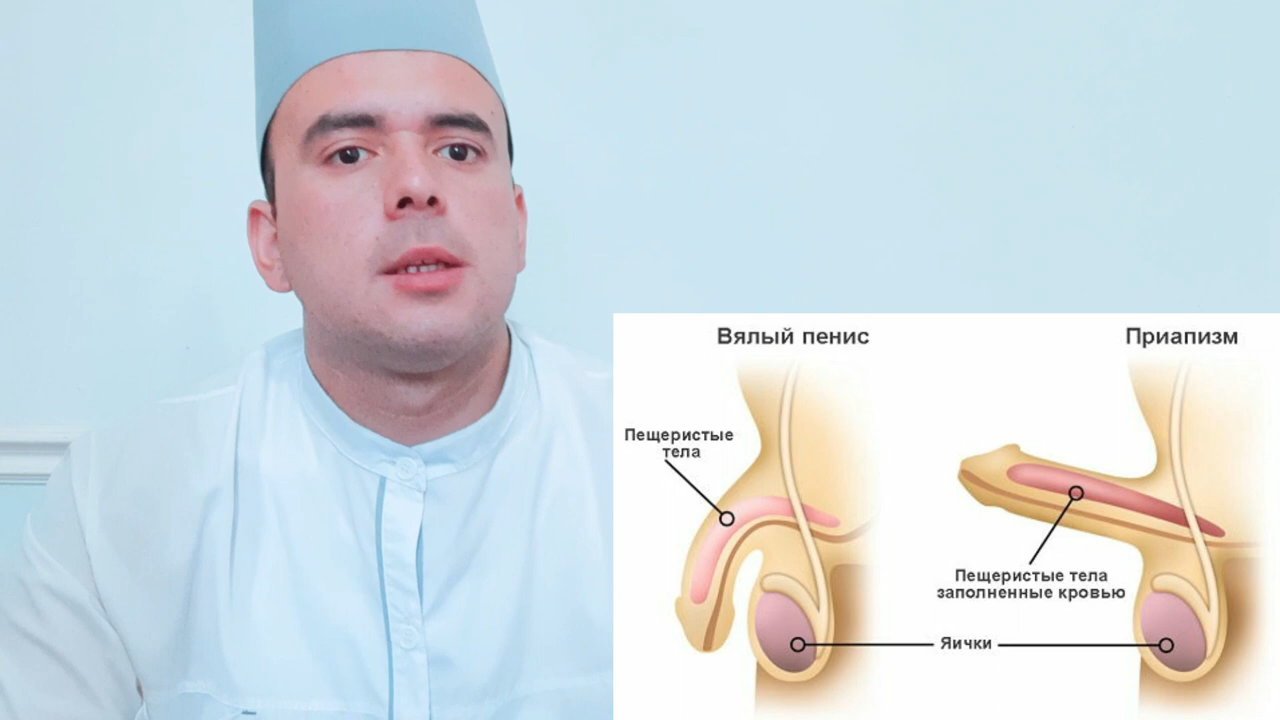 Вялый пенис
Приапизм
Пещеристые
тела
Пещеристые тела
заполненные кровью
Яички